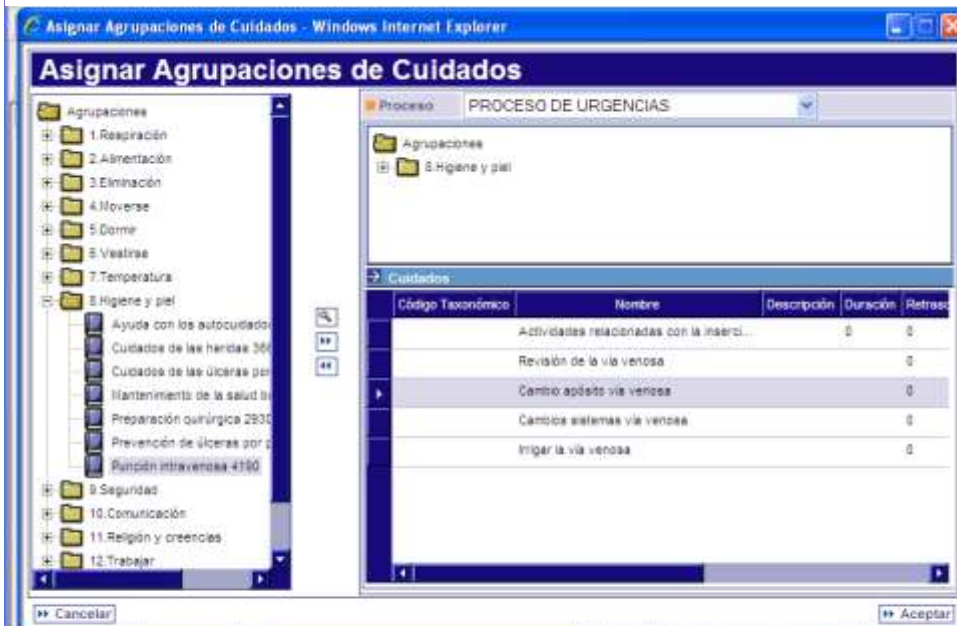 Asignar Agrupaciones de Cuidados - Windows Internet Explorer
Asignar Agrupaciones de Cuidados
Agrupaciones
1.Respiración
2.Alimentación
3.Eliminación
4.Moverse
5.Dormir
6.Vestirse
7.Temperatura
8.Higiene y piel
Ayuda con los autocuidados
Cuidados de las heridas 366
Cuidados de las úlceras por
Mantenimiento de la salud
Preparación quirúrgica 2930
Prevención de úlceras por p
Punción intravenosa 4190
9.Seguridad
10.Comunicación
11.Religión y creencias
12.Trabajar
Proceso PROCESO DE URGENCIAS
Agrupaciones
8.Higiene y piel
Cuidados
Código Taxonómico Nombre Descripción Duración Retraso
Actividades relacionadas con la inserci... 0 0
Revisión de la vía venosa 0
Cambio apósito vía venosa 0
Cambios sistemas vía venosa 0
Irrigar la vía venosa 0
Cancelar
Aceptar